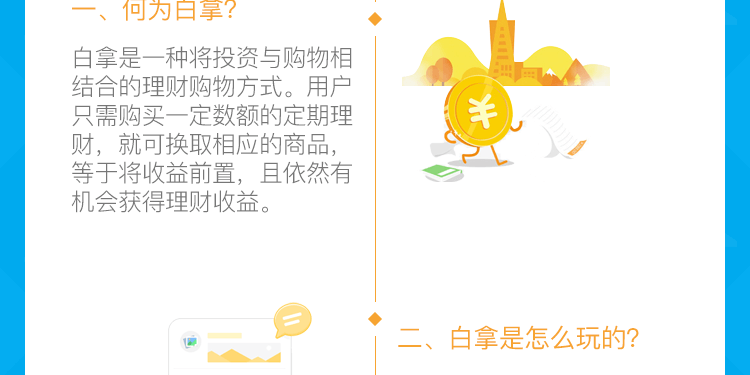 一、何为白拿?
白拿是一种将投资与购物相
结合的理财购物方式。用户
只需购买一定数额的定期理
财，就可换取相应的商品，
等于将收益前置，且依然有
机会获得理财收益。
二、白拿是怎么玩的?